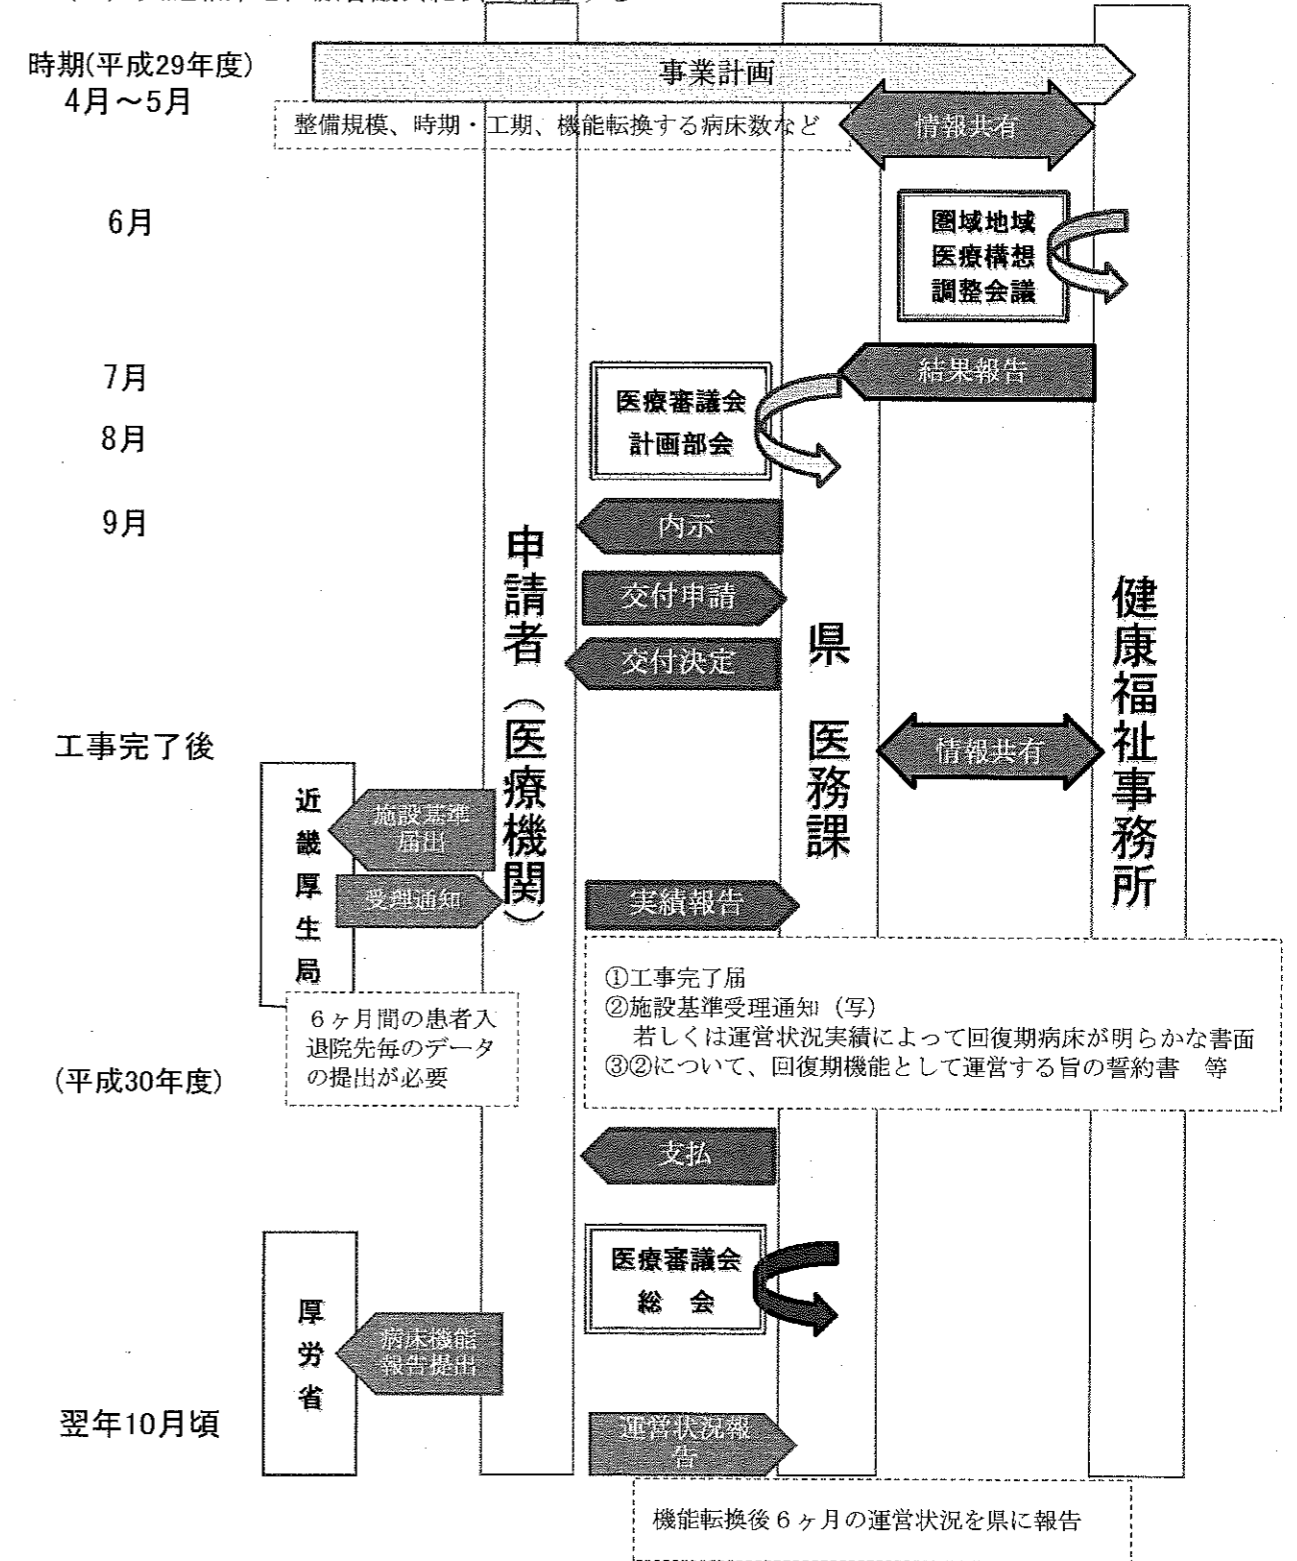 時期(平成29年度)
4月～5月
事業計画
整備規模、時期・工期、機能転換する病床数など
情報共有
6月
圏域地域
医療構想
調整会議
7月
結果報告
医療審議会
計画部会
8月
9月
内示
交付申請
交付決定
申請者（医療機関）
県 医務課
健康福祉事務所
工事完了後
情報共有
近畿厚生局
施設基準
届出
受理通知
実績報告
①工事完了届
②施設基準受理通知（写）
若しくは運営状況実績によって回復期病床が明らかな書面
③②について、回復期機能として運営する旨の誓約書 等
6ヶ月間の患者入
退院先毎のデータ
の提出が必要
(平成30年度)
支払
医療審議会
総 会
厚労省
病床機能
報告提出
翌年10月頃
運営状況報
告
機能転換後6ヶ月の運営状況を県に報告